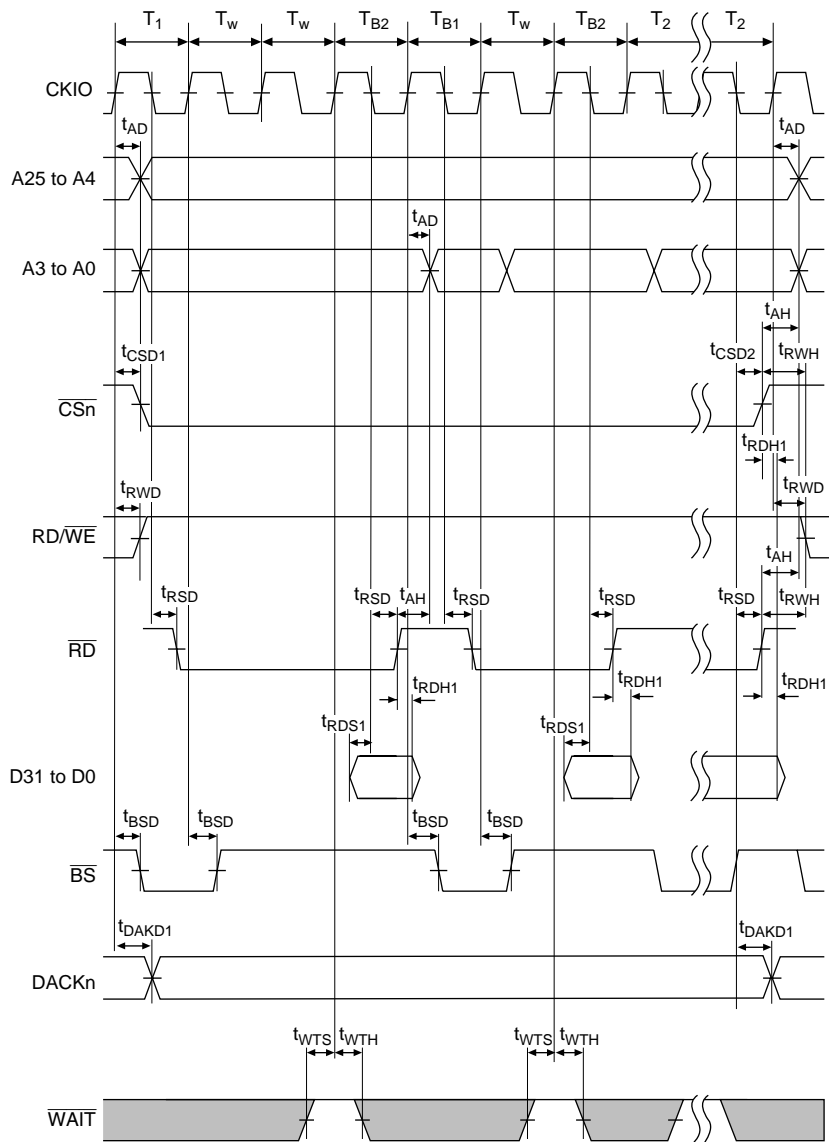 T1 Tw Tw TB2 TB1 Tw TB2 T2 T2
CKIO
tAD tAD
A25 to A4
tAD
A3 to A0
tAH
tCSD1 tCSD2 tRWH
CSn
tRDH1
tRWD tRWD
RD/WE
tAH
tRSD tRSD tAH tRSD tRSD tRSD tRWH
RD
tRDH1 tRDH1 tRDH1
tRDS1 tRDS1
D31 to D0
tBSD tBSD tBSD tBSD
BS
tDAKD1 tDAKD1
DACKn
tWTS tWTH tWTS tWTH
WAIT